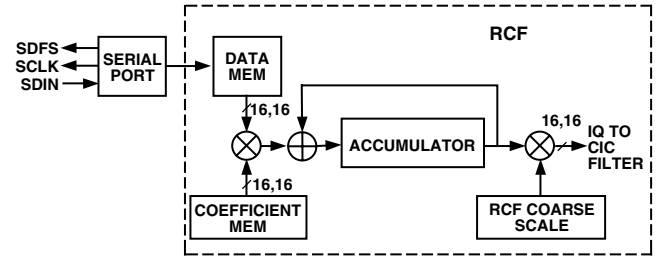 RCF
SDFS
SCLK
SDIN
SERIAL
PORT
DATA
MEM
16,16
16,16
COEFFICIENT
MEM
ACCUMULATOR
16,16
IQ TO
CIC
FILTER
RCF COARSE
SCALE